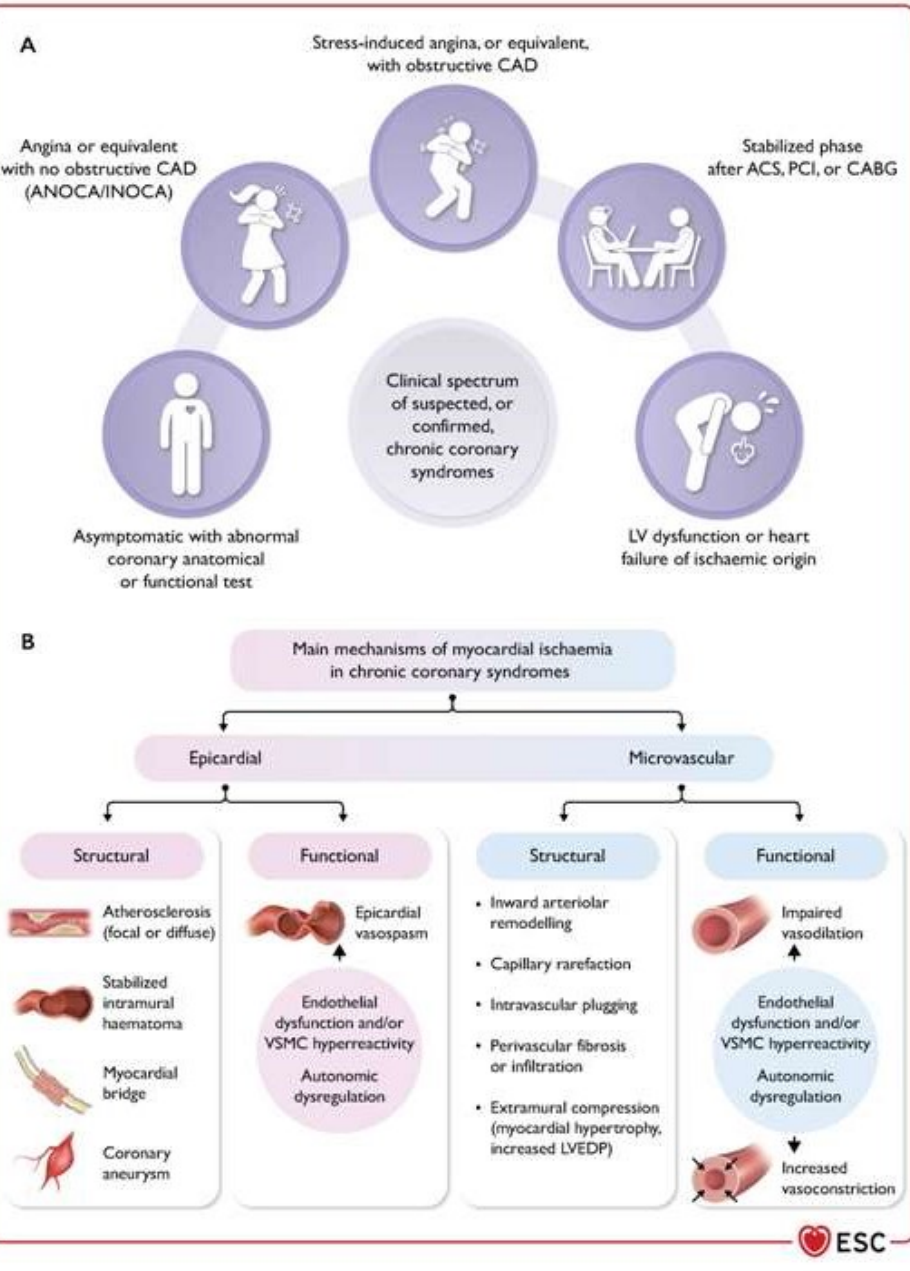 A
Stress-induced angina, or equivalent,
with obstructive CAD
Angina or equivalent
with no obstructive CAD
(ANOCA/INOCA)
Stabilized phase
after ACS, PCI, or CABG
Clinical spectrum
of suspected, or
confirmed,
chronic coronary
syndromes
Asymptomatic with abnormal
coronary anatomical
or functional test
LV dysfunction or heart
failure of ischaemic origin
B
Main mechanisms of myocardial ischaemia
in chronic coronary syndromes
Epicardial
Microvascular
Structural
Atherosclerosis
(focal or diffuse)
Stabilized
intramural
haematoma
Myocardial
bridge
Coronary
aneurysm
Functional
Epicardial
vasospasm
Endothelial
dysfunction and/or
VSMC hyperreactivity
Autonomic
dysregulation
Structural
• Inward arteriolar
remodelling
• Capillary rarefaction
• Intravascular plugging
• Perivascular fibrosis
or infiltration
• Extramural compression
(myocardial hypertrophy,
increased LVEDP)
Functional
Impaired
vasodilation
Endothelial
dysfunction and/or
VSMC hyperreactivity
Autonomic
dysregulation
Increased
vasoconstriction
ESC